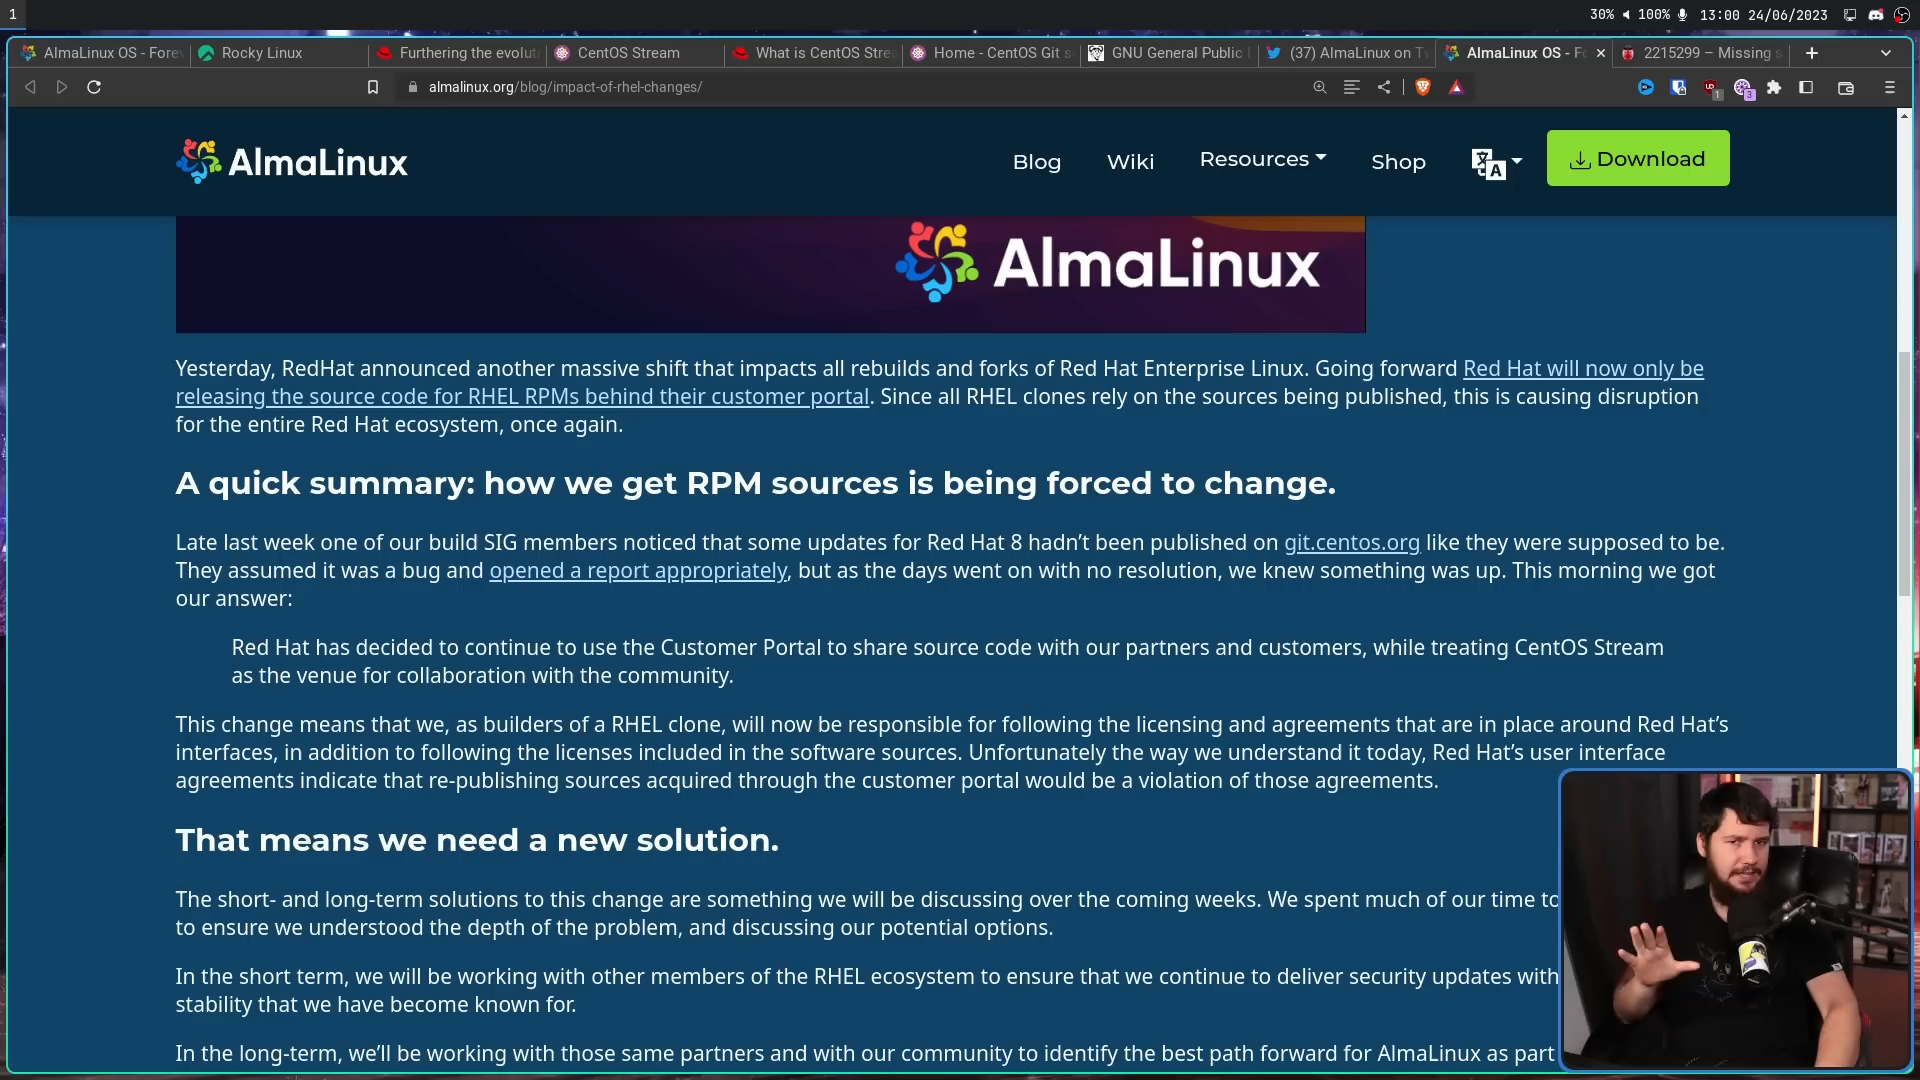 1
30% 100% 13:00 24/06/2023
AlmaLinux OS - Forev
Rocky Linux
Furthering the evolut
CentOS Stream
What is CentOS Strea
Home - CentOS Git s
GNU General Public L
(37) AlmaLinux on Tw
AlmaLinux OS - Fo
2215299 – Missing s
almalinux.org/blog/impact-of-rhel-changes/
1
3
AlmaLinux
Blog
Wiki
Resources
Shop
Download
AlmaLinux
Yesterday, RedHat announced another massive shift that impacts all rebuilds and forks of Red Hat Enterprise Linux. Going forward Red Hat will now only be
releasing the source code for RHEL RPMs behind their customer portal. Since all RHEL clones rely on the sources being published, this is causing disruption
for the entire Red Hat ecosystem, once again.
A quick summary: how we get RPM sources is being forced to change.
Late last week one of our build SIG members noticed that some updates for Red Hat 8 hadn’t been published on git.centos.org like they were supposed to be.
They assumed it was a bug and opened a report appropriately, but as the days went on with no resolution, we knew something was up. This morning we got
our answer:
Red Hat has decided to continue to use the Customer Portal to share source code with our partners and customers, while treating CentOS Stream
as the venue for collaboration with the community.
This change means that we, as builders of a RHEL clone, will now be responsible for following the licensing and agreements that are in place around Red Hat’s
interfaces, in addition to following the licenses included in the software sources. Unfortunately the way we understand it today, Red Hat’s user interface
agreements indicate that re-publishing sources acquired through the customer portal would be a violation of those agreements.
That means we need a new solution.
The short- and long-term solutions to this change are something we will be discussing over the coming weeks. We spent much of our time to
to ensure we understood the depth of the problem, and discussing our potential options.
In the short term, we will be working with other members of the RHEL ecosystem to ensure that we continue to deliver security updates with
stability that we have become known for.
In the long-term, we’ll be working with those same partners and with our community to identify the best path forward for AlmaLinux as part